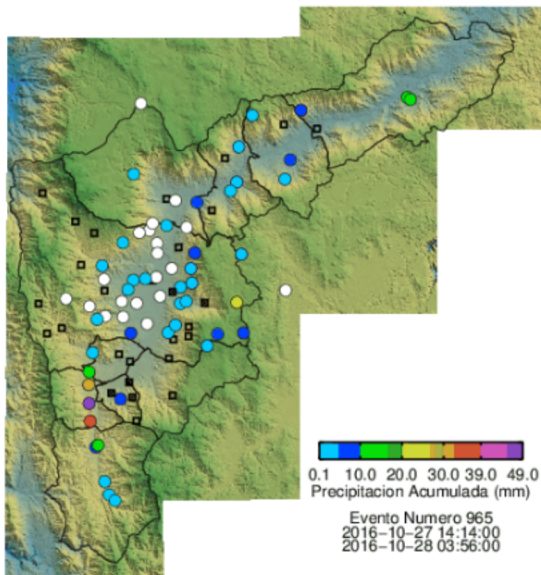 0.1 10.0 20.0 30.0 39.0 49.0
Precipitacion Acumulada (mm)
Evento Numero 965
2016-10-27 14:14:00
2016-10-28 03:56:00